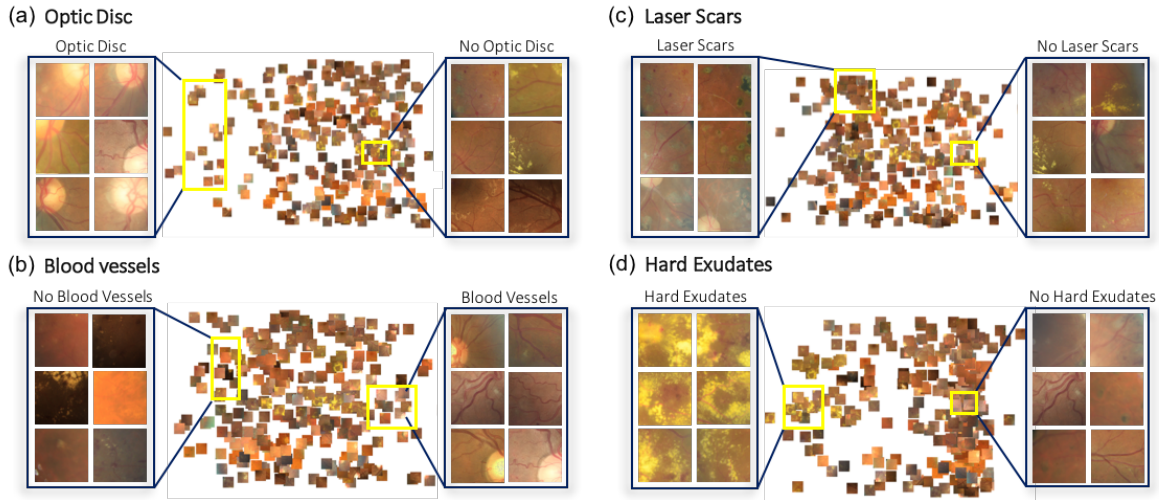 (a) Optic Disc
Optic Disc
No Optic Disc
(c) Laser Scars
Laser Scars
No Laser Scars
(b) Blood vessels
No Blood Vessels
Blood Vessels
(d) Hard Exudates
Hard Exudates
No Hard Exudates